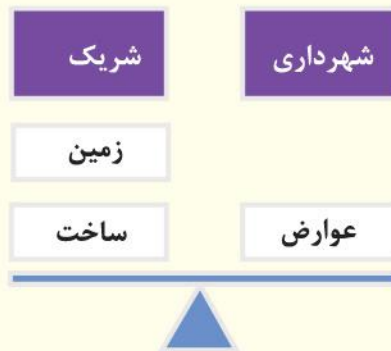 شهرداری
شریک
زمین
عوارض
ساخت